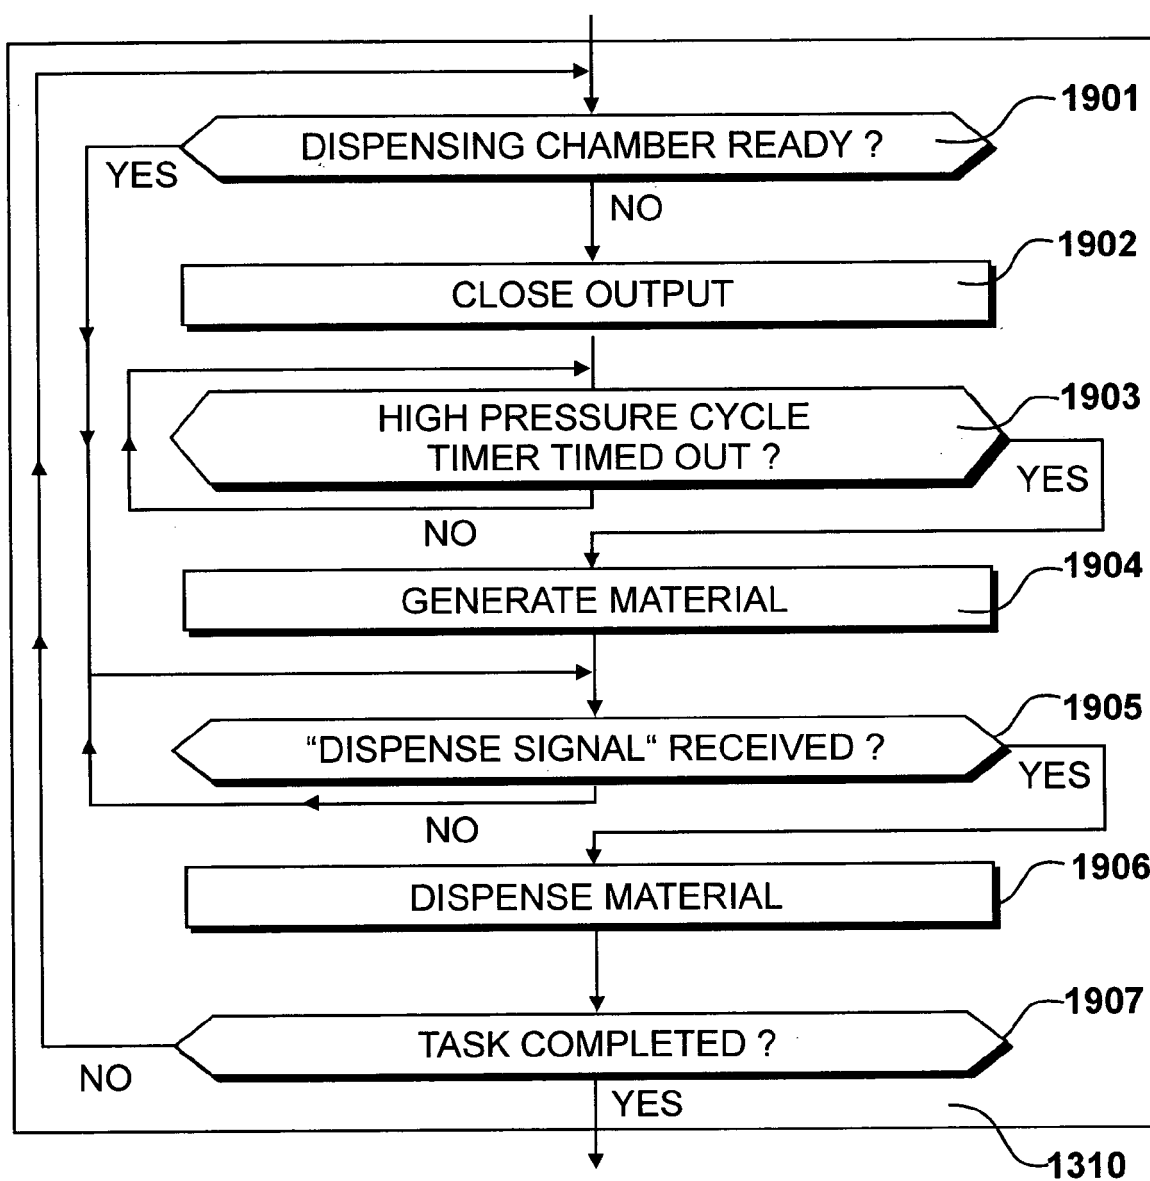 1901
DISPENSING CHAMBER READY ?
YES
NO
1902
CLOSE OUTPUT
1903
HIGH PRESSURE CYCLE
TIMER TIMED OUT ?
YES
NO
1904
GENERATE MATERIAL
1905
“DISPENSE SIGNAL“ RECEIVED ?
YES
NO
1906
DISPENSE MATERIAL
1907
TASK COMPLETED ?
NO
YES
1310